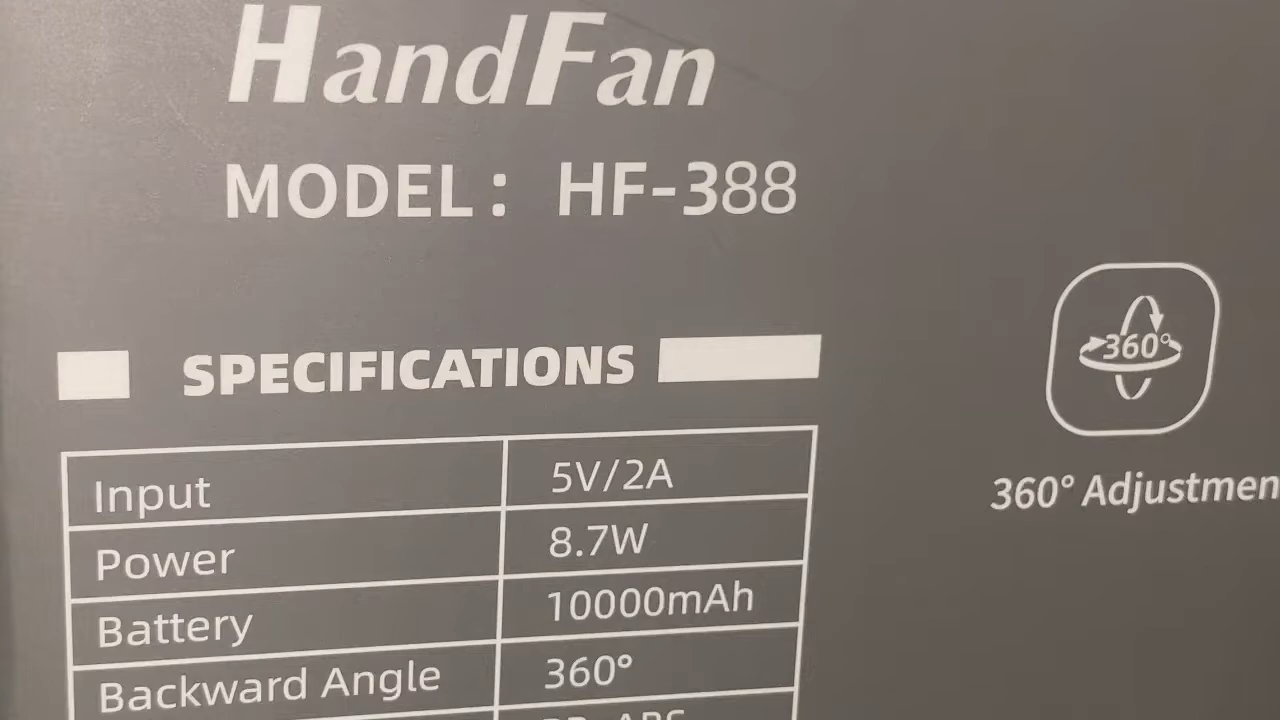 HandFan
MODEL: HF-388
SPECIFICATIONS
Input 5V/2A
Power 8.7W
Battery 10000mAh
Backward Angle 360°
360°
360° Adjustmen